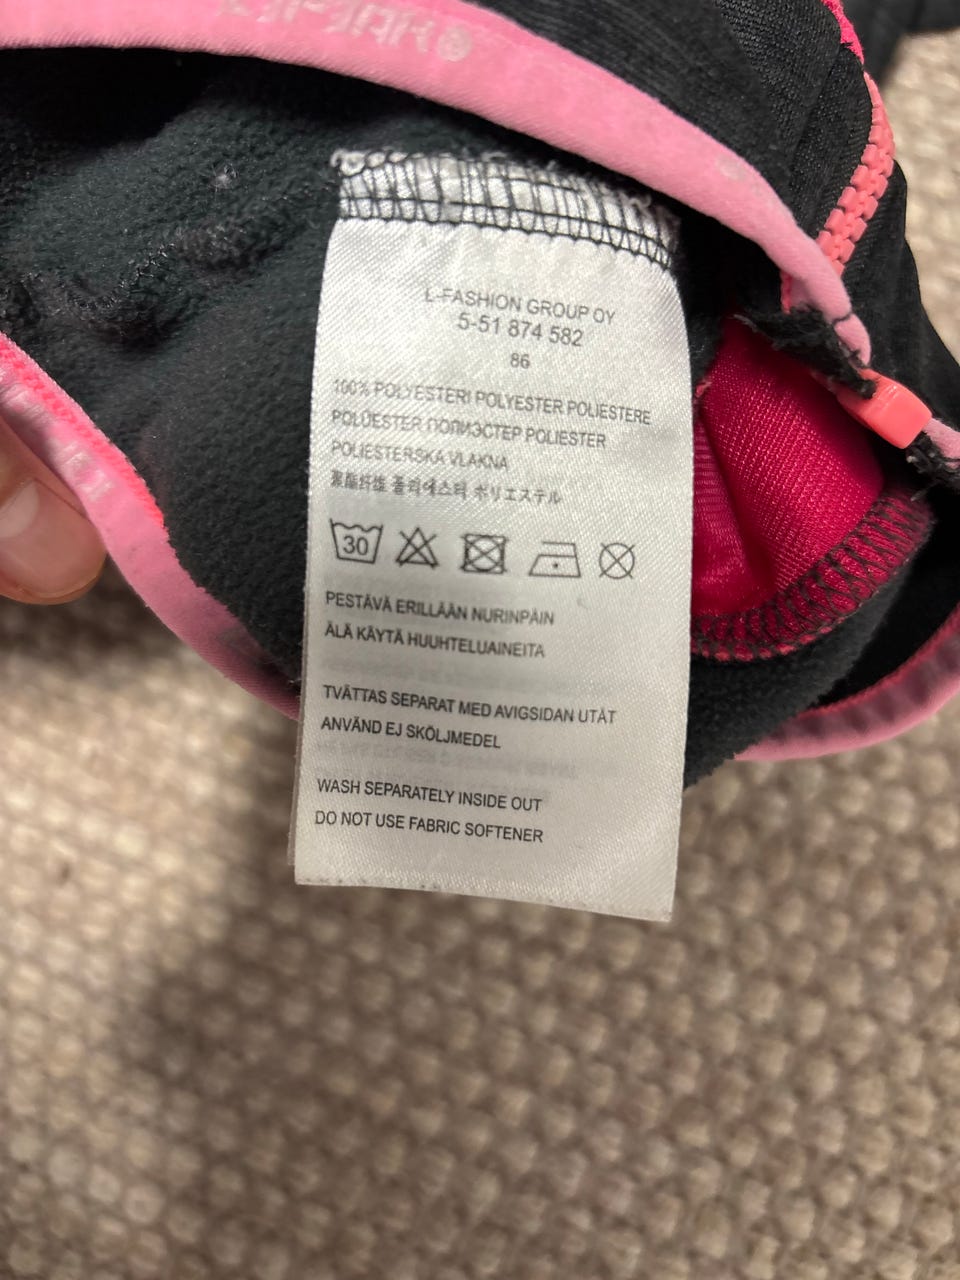 L-FASHION GROUP OY
5-51 874 582
86
100% POLYESTERI POLYESTER POLIESTERE
POLÜESTER ПОЛИЭСТЕР POLIESTER
POLIESTERSKA VLAKNA
聚酯纤维 폴리에스터 ポリエステル
30
PESTÄVÄ ERILLÄÄN NURINPÄIN
ÄLÄ KÄYTÄ HUUHTELUAINEITA
TVÄTTAS SEPARAT MED AVIGSIDAN UTÅT
ANVÄND EJ SKÖLJMEDEL
WASH SEPARATELY INSIDE OUT
DO NOT USE FABRIC SOFTENER